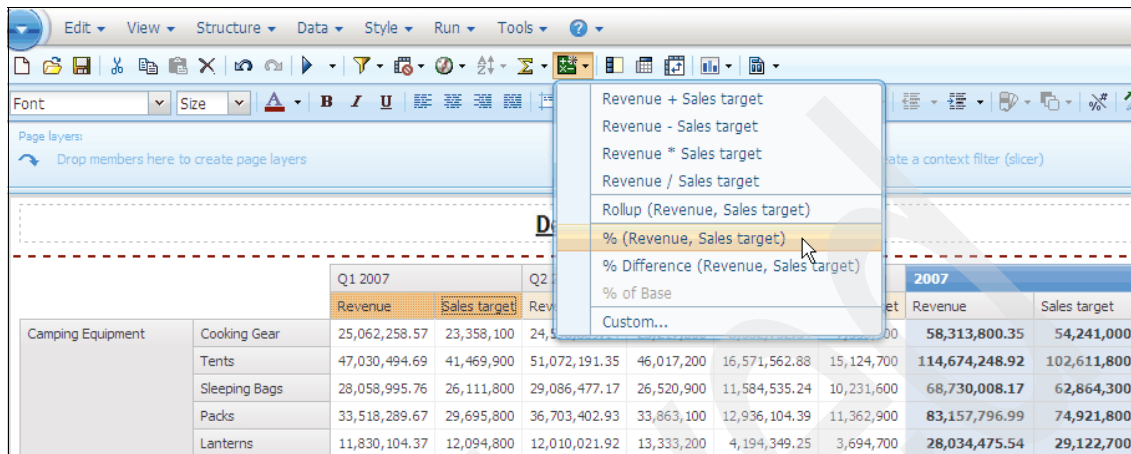 Edit View Structure Data Style Run Tools ?
Font Size A B I U
Revenue + Sales target
Revenue - Sales target
Revenue * Sales target
Revenue / Sales target
Rollup (Revenue, Sales target)
% (Revenue, Sales target)
% Difference (Revenue, Sales target)
% of Base
Custom...
Page layers:
Drop members here to create page layers
ate a context filter (slicer)
Q1 2007 Q2 2007
Revenue Sales target Rev et Revenue Sales target
Camping Equipment Cooking Gear 25,062,258.57 23,358,100 58,313,800.35 54,241,000
Tents 47,030,494.69 41,469,900 51,072,191.35 46,017,200 16,571,562.88 15,124,700 114,674,248.92 102,611,800
Sleeping Bags 28,058,995.76 26,111,800 29,086,477.17 26,520,900 11,584,535.24 10,231,600 68,730,008.17 62,864,300
Packs 33,518,289.67 29,695,800 36,703,402.93 33,863,100 12,936,104.39 11,362,900 83,157,796.99 74,921,800
Lanterns 11,830,104.37 12,094,800 12,010,021.92 13,333,200 4,194,349.25 3,694,700 28,034,475.54 29,122,700